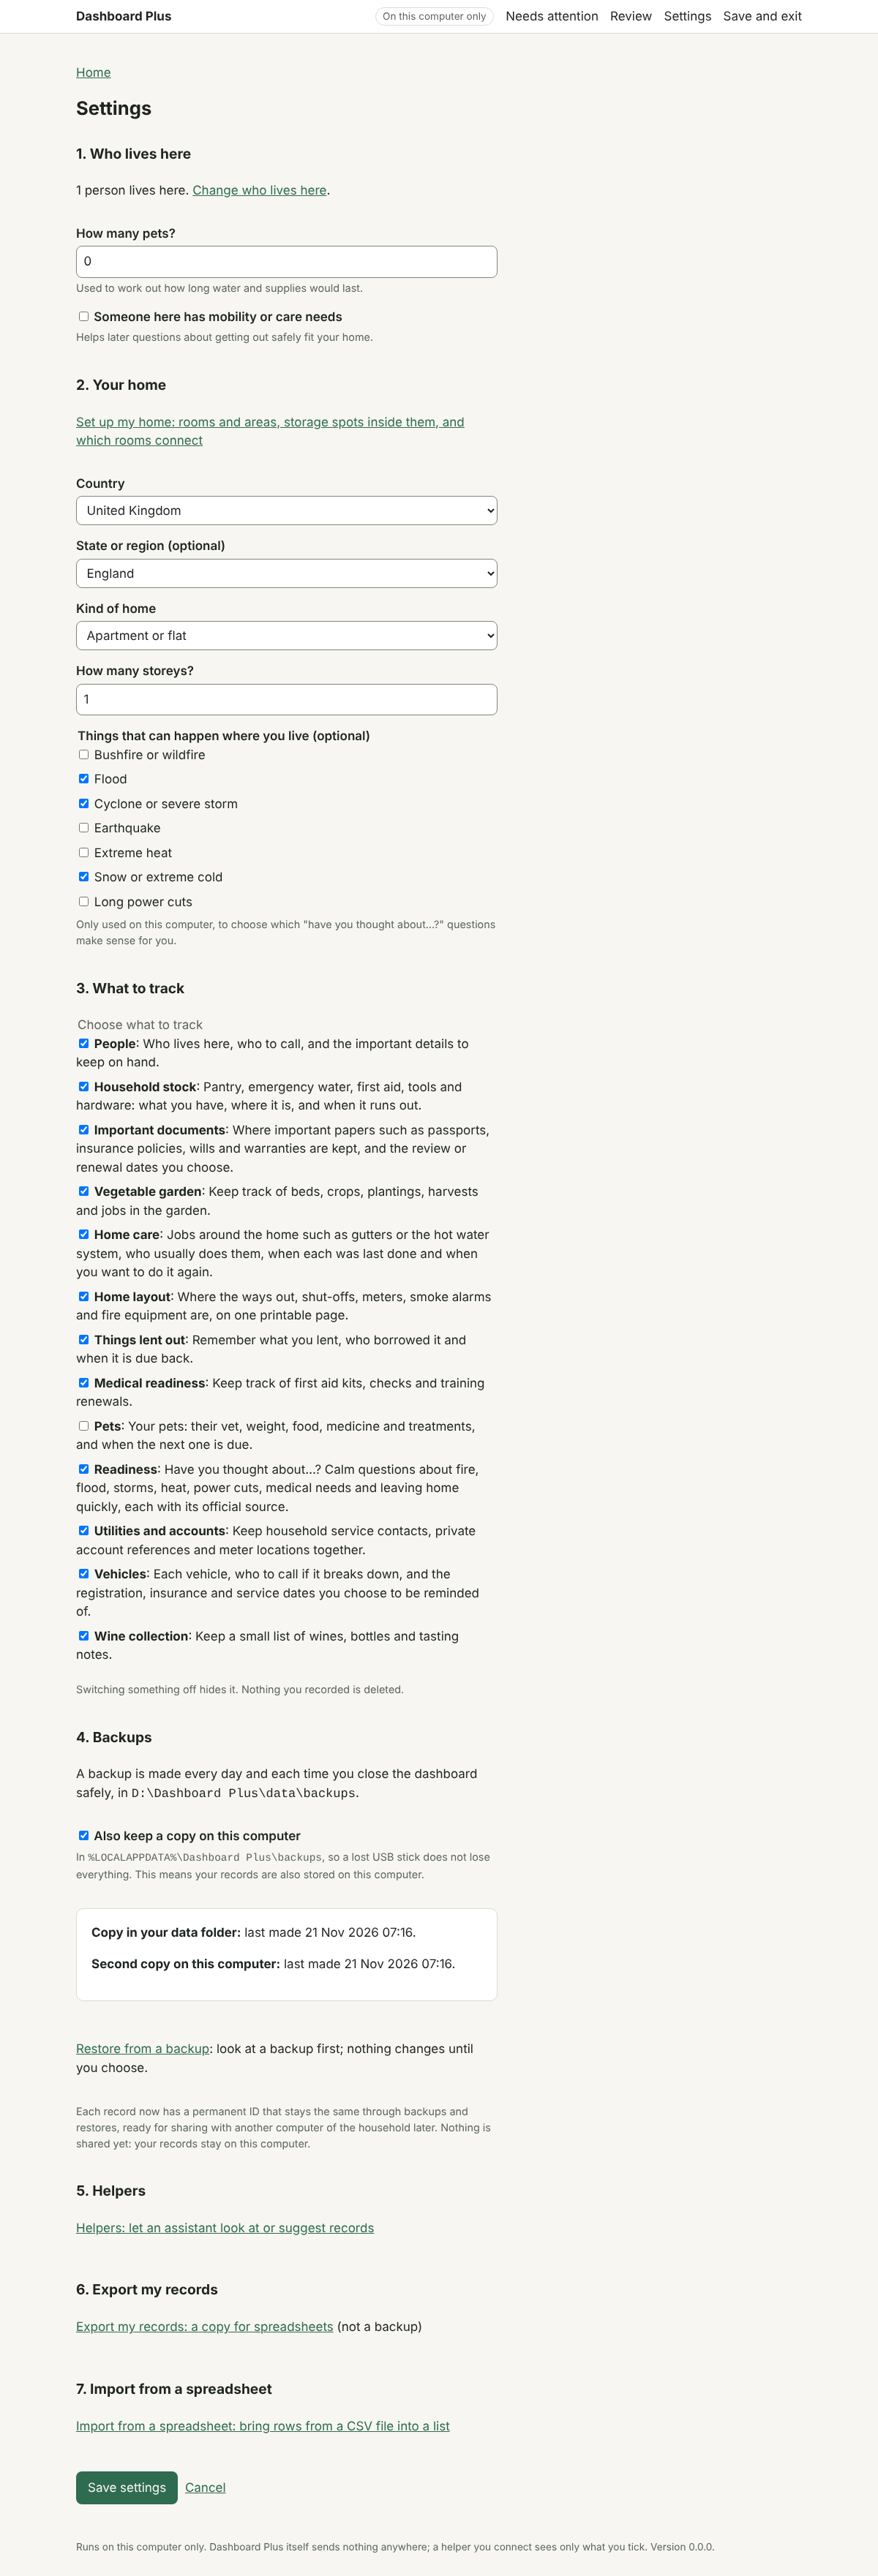 Dashboard Plus
On this computer only
Needs attention
Review
Settings
Save and exit
Home
Settings
1. Who lives here
1 person lives here. Change who lives here.
How many pets?
0
Used to work out how long water and supplies would last.
Someone here has mobility or care needs
Helps later questions about getting out safely fit your home.
2. Your home
Set up my home: rooms and areas, storage spots inside them, and
which rooms connect
Country
United Kingdom
State or region (optional)
England
Kind of home
Apartment or flat
How many storeys?
1
Things that can happen where you live (optional)
Bushfire or wildfire
Flood
Cyclone or severe storm
Earthquake
Extreme heat
Snow or extreme cold
Long power cuts
Only used on this computer, to choose which "have you thought about...?" questions
make sense for you.
3. What to track
Choose what to track
People: Who lives here, who to call, and the important details to
keep on hand.
Household stock: Pantry, emergency water, first aid, tools and
hardware: what you have, where it is, and when it runs out.
Important documents: Where important papers such as passports,
insurance policies, wills and warranties are kept, and the review or
renewal dates you choose.
Vegetable garden: Keep track of beds, crops, plantings, harvests
and jobs in the garden.
Home care: Jobs around the home such as gutters or the hot water
system, who usually does them, when each was last done and when
you want to do it again.
Home layout: Where the ways out, shut-offs, meters, smoke alarms
and fire equipment are, on one printable page.
Things lent out: Remember what you lent, who borrowed it and
when it is due back.
Medical readiness: Keep track of first aid kits, checks and training
renewals.
Pets: Your pets: their vet, weight, food, medicine and treatments,
and when the next one is due.
Readiness: Have you thought about...? Calm questions about fire,
flood, storms, heat, power cuts, medical needs and leaving home
quickly, each with its official source.
Utilities and accounts: Keep household service contacts, private
account references and meter locations together.
Vehicles: Each vehicle, who to call if it breaks down, and the
registration, insurance and service dates you choose to be reminded
of.
Wine collection: Keep a small list of wines, bottles and tasting
notes.
Switching something off hides it. Nothing you recorded is deleted.
4. Backups
A backup is made every day and each time you close the dashboard
safely, in D:\Dashboard Plus\data\backups.
Also keep a copy on this computer
In %LOCALAPPDATA%\Dashboard Plus\backups, so a lost USB stick does not lose
everything. This means your records are also stored on this computer.
Copy in your data folder: last made 21 Nov 2026 07:16.
Second copy on this computer: last made 21 Nov 2026 07:16.
Restore from a backup: look at a backup first; nothing changes until
you choose.
Each record now has a permanent ID that stays the same through backups and
restores, ready for sharing with another computer of the household later. Nothing is
shared yet: your records stay on this computer.
5. Helpers
Helpers: let an assistant look at or suggest records
6. Export my records
Export my records: a copy for spreadsheets (not a backup)
7. Import from a spreadsheet
Import from a spreadsheet: bring rows from a CSV file into a list
Save settings
Cancel
Runs on this computer only. Dashboard Plus itself sends nothing anywhere; a helper you connect sees only what you tick. Version 0.0.0.